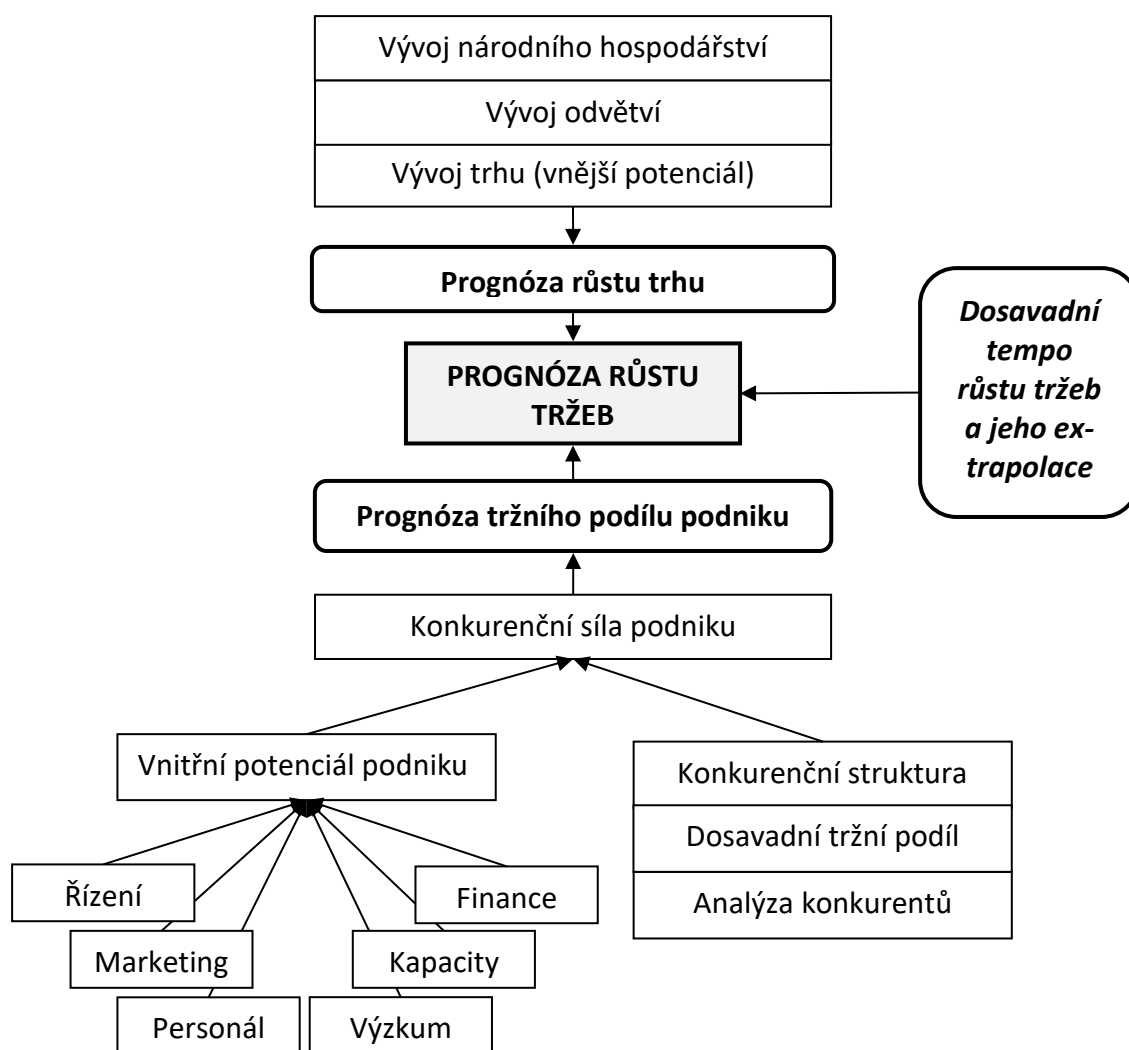 Vývoj národního hospodářství
Vývoj odvětví
Vývoj trhu (vnější potenciál)
Prognóza růstu trhu
PROGNÓZA RŮSTU
TRŽEB
Dosavadní
tempo
růstu tržeb
a jeho ex-
trapolace
Prognóza tržního podílu podniku
Konkurenční síla podniku
Vnitřní potenciál podniku
Konkurenční struktura
Dosavadní tržní podíl
Analýza konkurentů
Řízení
Finance
Marketing
Kapacity
Personál
Výzkum